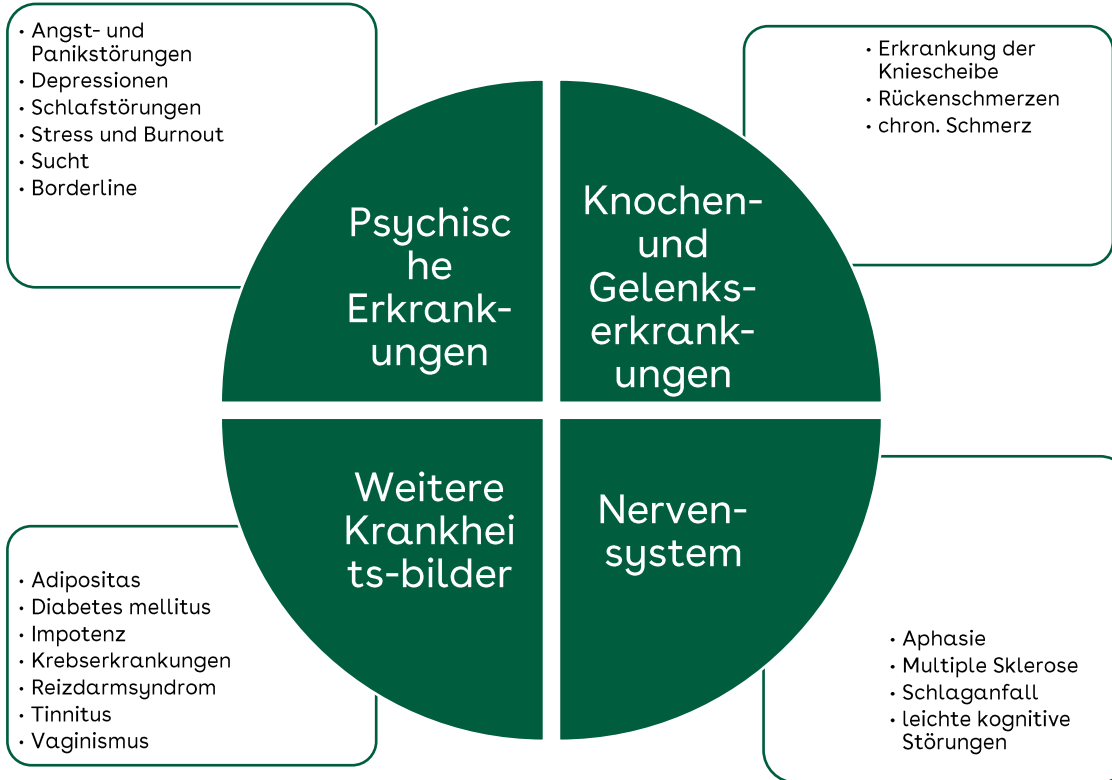 • Angst- und
Panikstörungen
• Depressionen
• Schlafstörungen
• Stress und Burnout
• Sucht
• Borderline
• Erkrankung der
Kniescheibe
• Rückenschmerzen
• chron. Schmerz
Psychisc
he
Erkrank-
ungen
Knochen-
und
Gelenks-
erkrank-
ungen
Weitere
Krankhei
ts-bilder
Nerven-
system
• Adipositas
• Diabetes mellitus
• Impotenz
• Krebserkrankungen
• Reizdarmsyndrom
• Tinnitus
• Vaginismus
• Aphasie
• Multiple Sklerose
• Schlaganfall
• leichte kognitive
Störungen